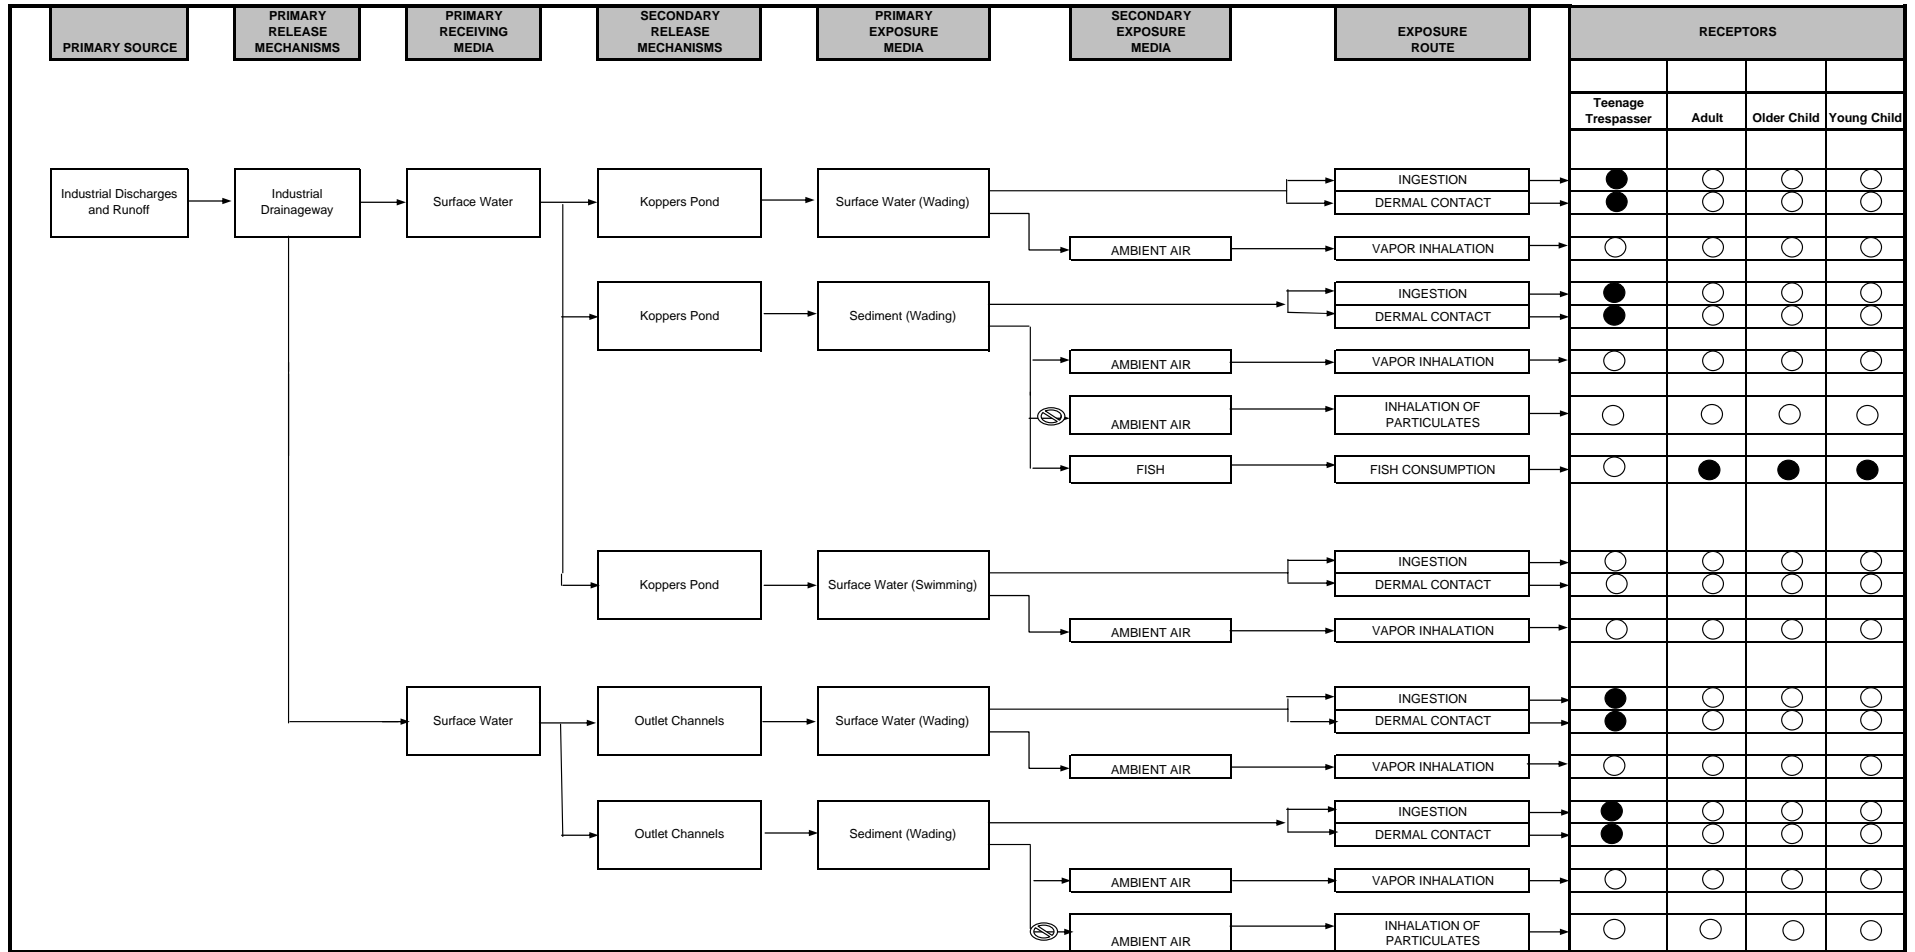 PRIMARY SOURCE
PRIMARY
RELEASE
MECHANISMS
PRIMARY
RECEIVING
MEDIA
SECONDARY
RELEASE
MECHANISMS
PRIMARY
EXPOSURE
MEDIA
SECONDARY
EXPOSURE
MEDIA
EXPOSURE
ROUTE
RECEPTORS
Teenage
Trespasser
Adult
Older Child
Young Child
Industrial Discharges
and Runoff
Industrial
Drainageway
Surface Water
Koppers Pond
Surface Water (Wading)
INGESTION
DERMAL CONTACT
AMBIENT AIR
VAPOR INHALATION
Koppers Pond
Sediment (Wading)
INGESTION
DERMAL CONTACT
AMBIENT AIR
VAPOR INHALATION
AMBIENT AIR
INHALATION OF
PARTICULATES
FISH
FISH CONSUMPTION
Koppers Pond
Surface Water (Swimming)
INGESTION
DERMAL CONTACT
AMBIENT AIR
VAPOR INHALATION
Surface Water
Outlet Channels
Surface Water (Wading)
INGESTION
DERMAL CONTACT
AMBIENT AIR
VAPOR INHALATION
Outlet Channels
Sediment (Wading)
INGESTION
DERMAL CONTACT
AMBIENT AIR
VAPOR INHALATION
AMBIENT AIR
INHALATION OF
PARTICULATES